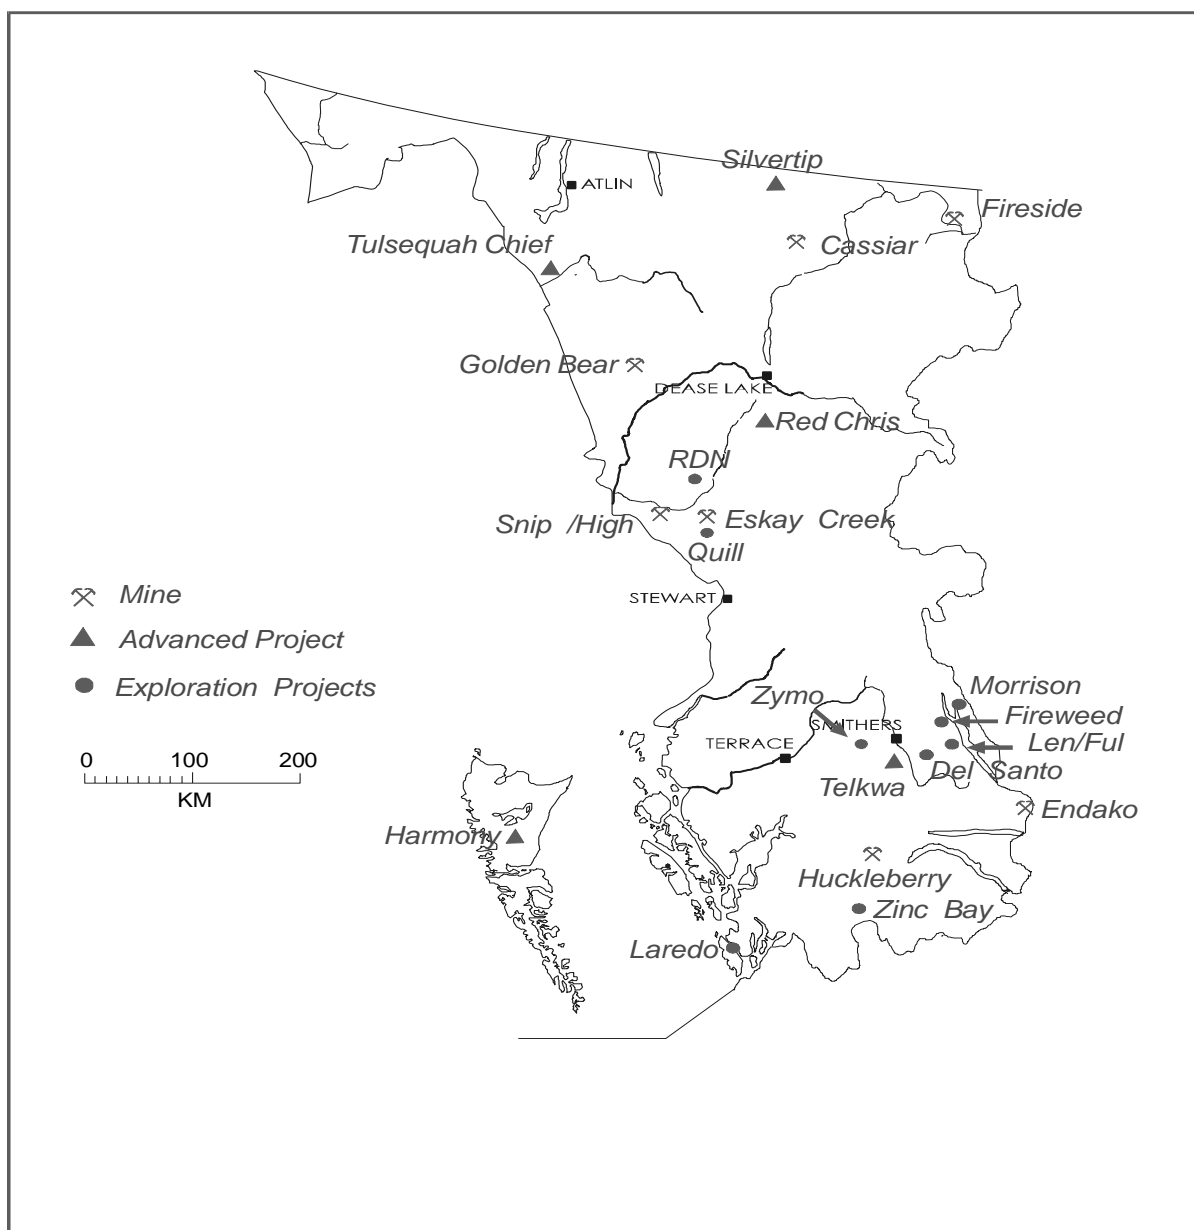 Silvertip
ATLIN
Fireside
Tulsequah Chief
Cassiar
Golden Bear
DEASE LAKE
Red Chris
RDN
Snip /High
Eskay Creek
Quill
Mine
STEWART
Advanced Project
Exploration Projects
Zymo
Morrison
SMITHERS
Fireweed
TERRACE
Len/Ful
0 100 200
KM
Telkwa
Del Santo
Endako
Harmony
Huckleberry
Zinc Bay
Laredo